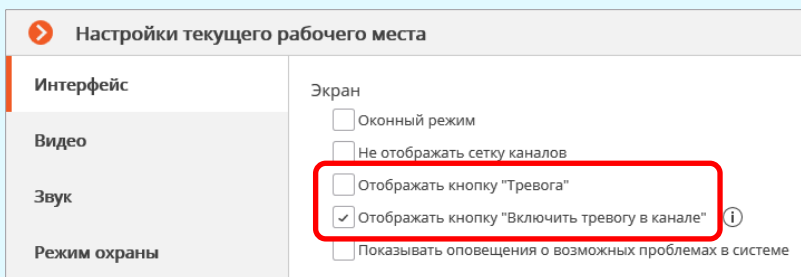 Настройки текущего рабочего места
Интерфейс
Видео
Звук
Режим охраны
Экран
Оконный режим
Не отображать сетку каналов
Отображать кнопку "Тревога"
Отображать кнопку "Включить тревогу в канале"
Показывать оповещения о возможных проблемах в системе